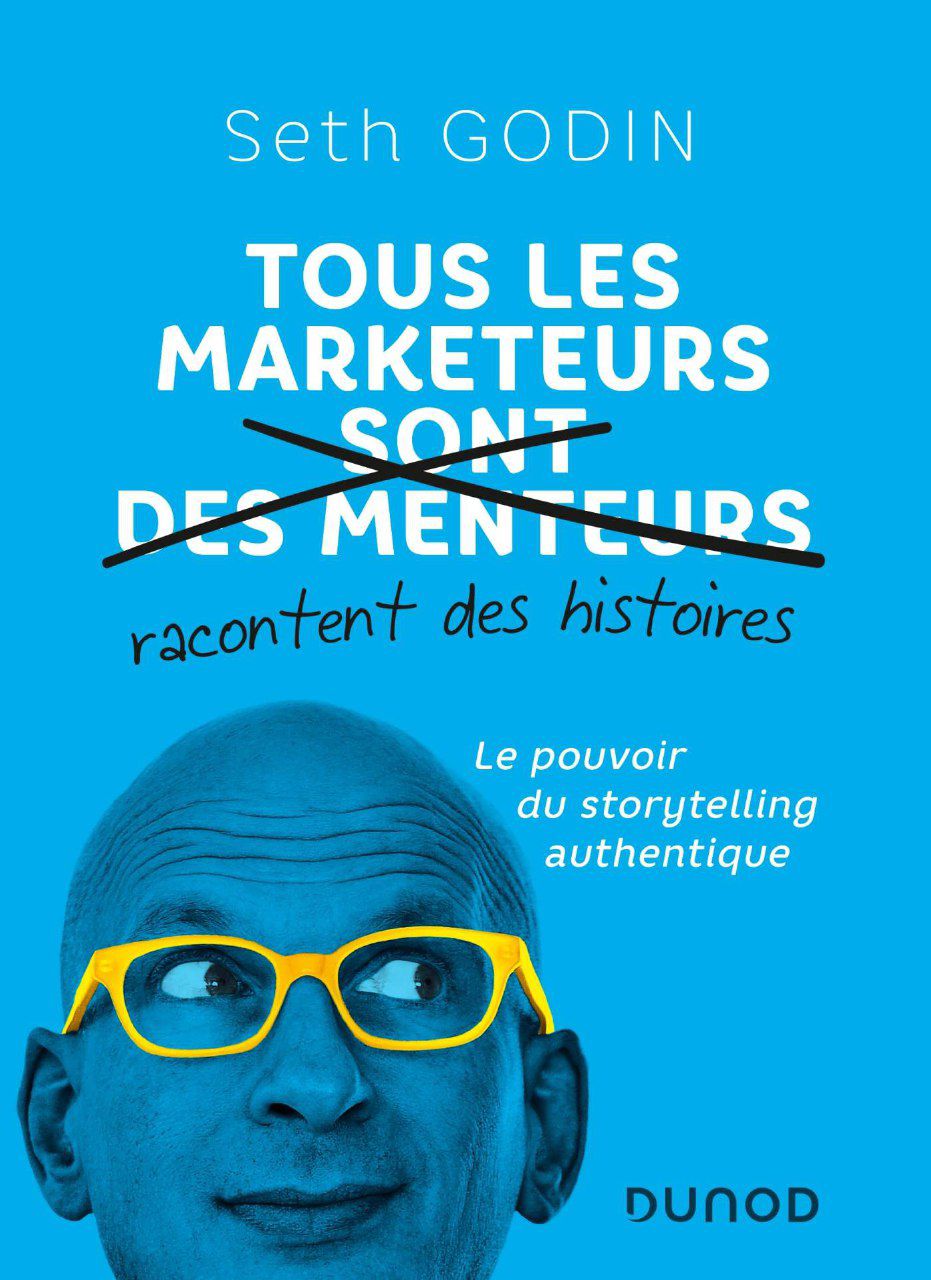 Seth GODIN
TOUS LES
MARKETEURS
SONT
DES MENTEURS
racontent des histoires
Le pouvoir
du storytelling
authentique
DUNOD